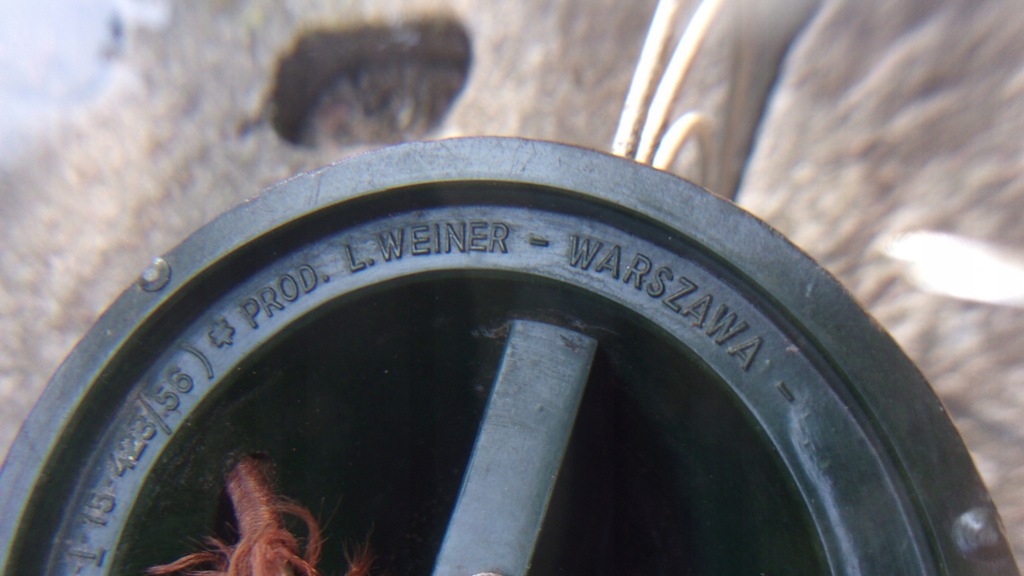 15-423/56) * PROD. L. WEINER - WARSZAWA -